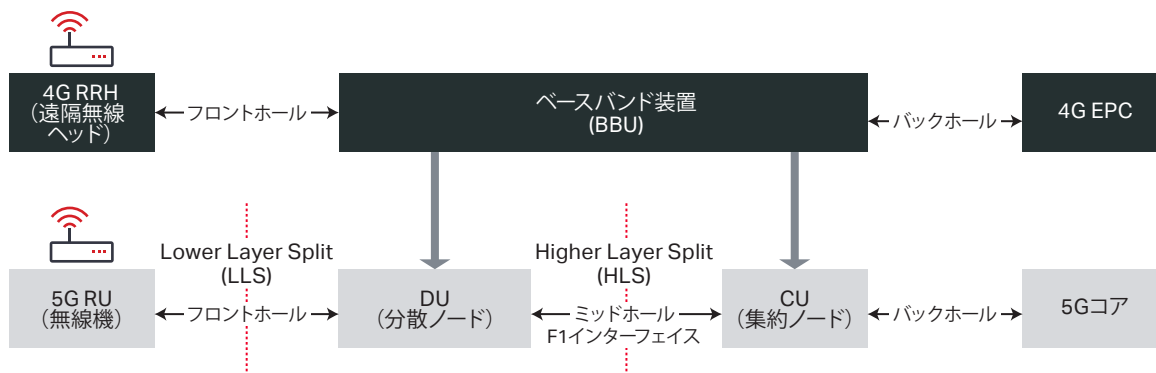 4G RRH
（遠隔無線
ヘッド）
フロントホール
ベースバンド装置
(BBU)
バックホール
4G EPC
Lower Layer Split
(LLS)
Higher Layer Split
(HLS)
5G RU
（無線機）
フロントホール
DU
（分散ノード）
ミッドホール
F1インターフェイス
CU
（集約ノード）
バックホール
5Gコア